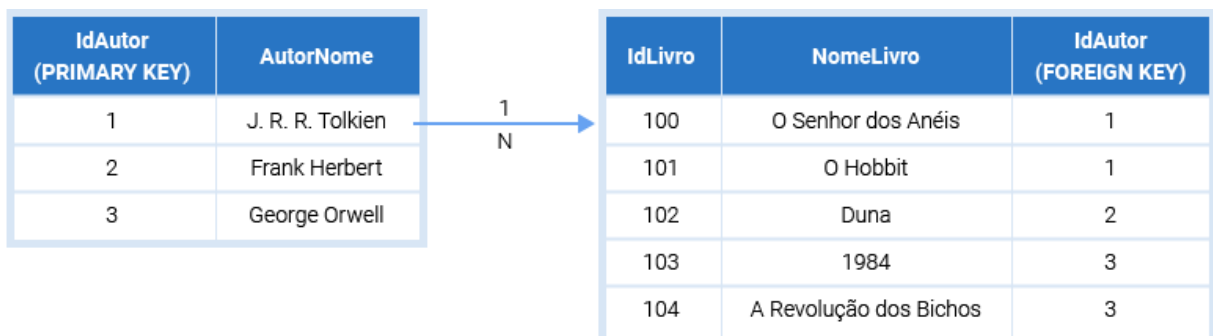 IdAutor
(PRIMARY KEY)
AutorNome
1
J. R. R. Tolkien
2
Frank Herbert
3
George Orwell
1
N
IdLivro
NomeLivro
IdAutor
(FOREIGN KEY)
100
O Senhor dos Anéis
1
101
O Hobbit
1
102
Duna
2
103
1984
3
104
A Revolução dos Bichos
3